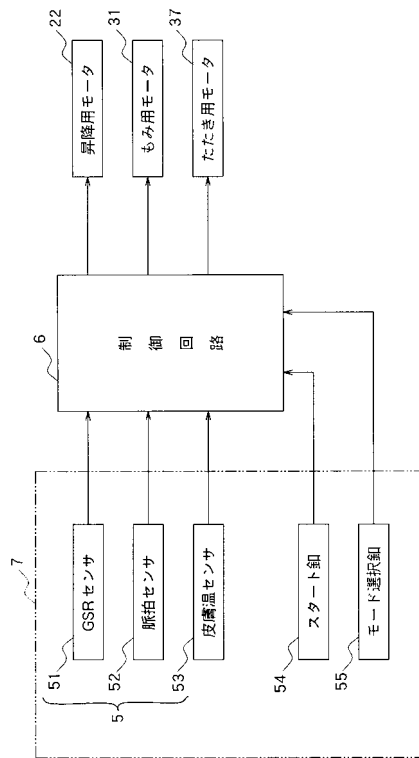 7
5
51
GSRセンサ
52
脈拍センサ
53
皮膚温センサ
54
スタート釦
55
モード選択釦
6
制御回路
22
昇降用モータ
31
もみ用モータ
37
たたき用モータ